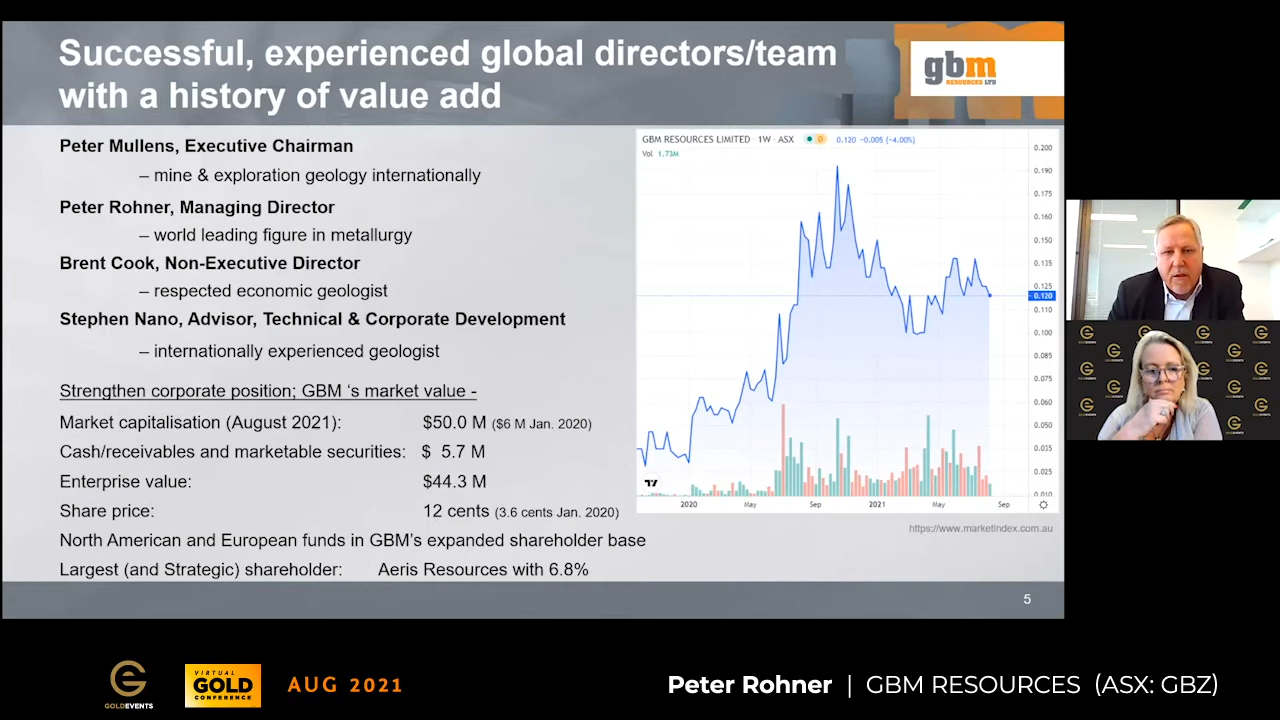 Successful, experienced global directors/team
with a history of value add
gbm
RESOURCES LTD
Peter Mullens, Executive Chairman
– mine & exploration geology internationally
Peter Rohner, Managing Director
– world leading figure in metallurgy
Brent Cook, Non-Executive Director
– respected economic geologist
Stephen Nano, Advisor, Technical & Corporate Development
– internationally experienced geologist
Strengthen corporate position; GBM ‘s market value -
Market capitalisation (August 2021): $50.0 M ($6 M Jan. 2020)
Cash/receivables and marketable securities: $ 5.7 M
Enterprise value: $44.3 M
Share price: 12 cents (3.6 cents Jan. 2020)
North American and European funds in GBM’s expanded shareholder base
Largest (and Strategic) shareholder: Aeris Resources with 6.8%
GBM RESOURCES LIMITED · 1W · ASX D 0.120 −0.005 (−4.00%)
Vol 1.73M
0.200
0.190
0.175
0.160
0.150
0.135
0.125
0.120
0.110
0.100
0.085
0.075
0.060
0.050
0.035
0.025
0.010
2020 May Sep 2021 May Sep
https://www.marketindex.com.au
5
GOLDEVENTS
VIRTUAL
GOLD
CONFERENCE
AUG 2021
Peter Rohner | GBM RESOURCES (ASX: GBZ)